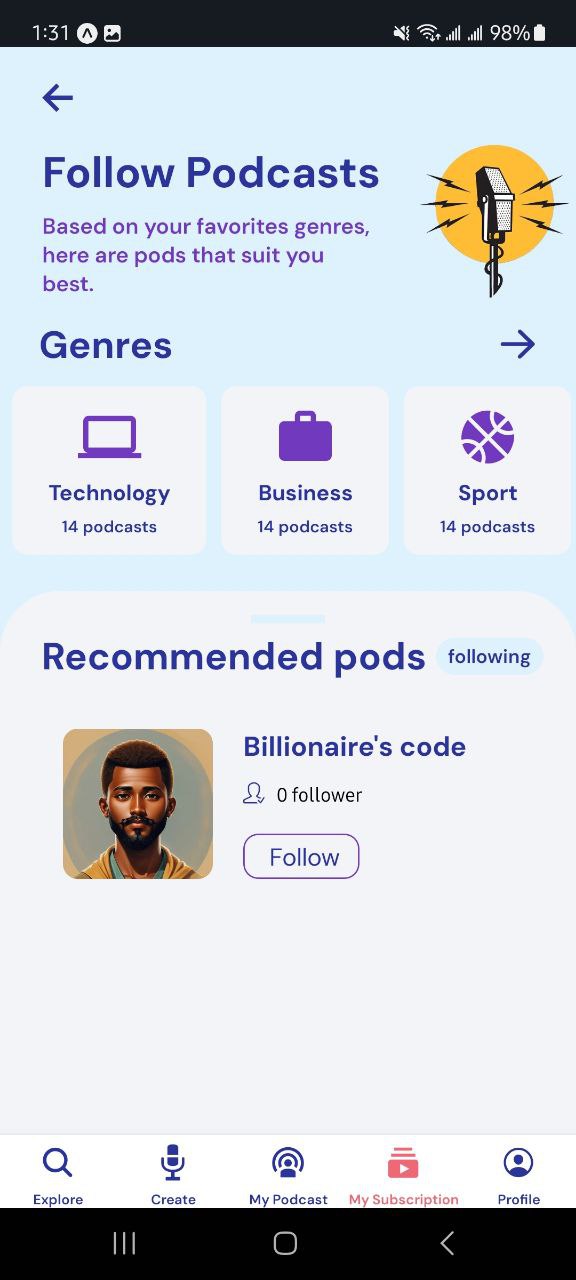 1:31 98%
Follow Podcasts
Based on your favorites genres,
here are pods that suit you
best.
Genres
Technology Business Sport
14 podcasts 14 podcasts 14 podcasts
Recommended pods following
Billionaire's code
0 follower
Follow
Explore Create My Podcast My Subscription Profile